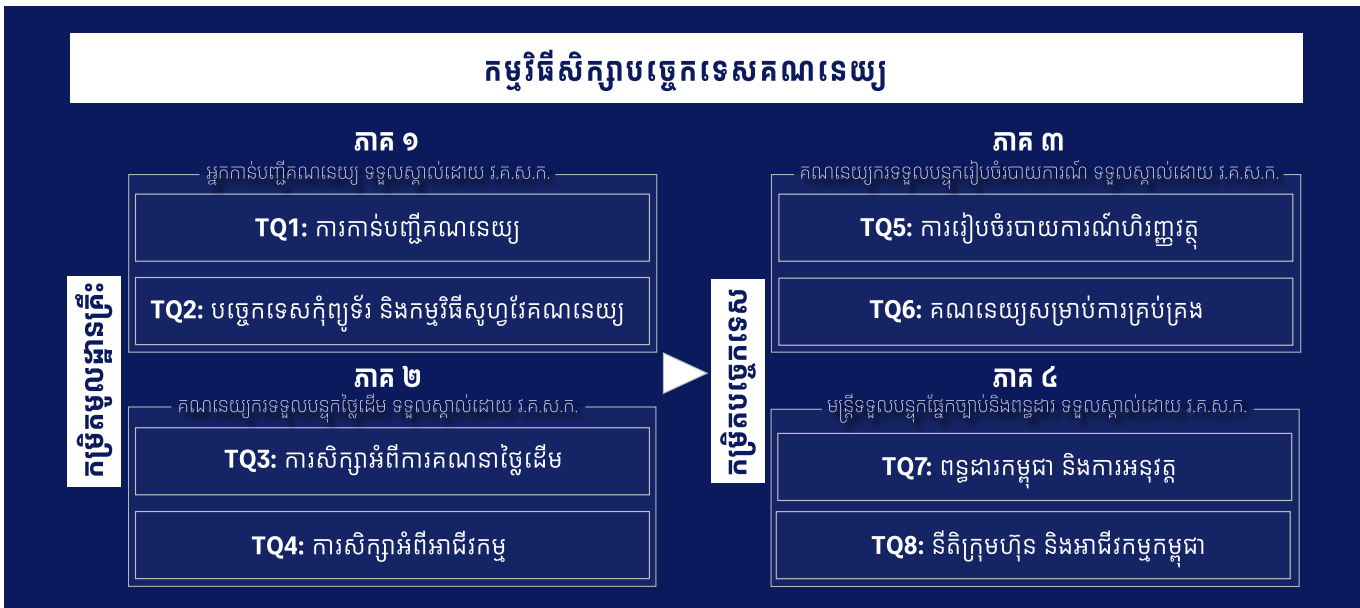 កម្មវិធីសិក្សាបច្ចេកទេសគណនេយ្យ
កម្រិតមូលដ្ឋានគ្រឹះ
ភាគ ១
អ្នកកាន់បញ្ជីគណនេយ្យ ទទួលស្គាល់ដោយ វ.គ.ស.ក.
TQ1: ការកាន់បញ្ជីគណនេយ្យ
TQ2: បច្ចេកទេសកុំព្យូទ័រ និងកម្មវិធីសូហ្វវែគណនេយ្យ
ភាគ ២
គណនេយ្យករទទួលបន្ទុកថ្លៃដើម ទទួលស្គាល់ដោយ វ.គ.ស.ក.
TQ3: ការសិក្សាអំពីការគណនាថ្លៃដើម
TQ4: ការសិក្សាអំពីអាជីវកម្ម
កម្រិតបច្ចេកទេស
ភាគ ៣
គណនេយ្យករទទួលបន្ទុករៀបចំរបាយការណ៍ ទទួលស្គាល់ដោយ វ.គ.ស.ក.
TQ5: ការរៀបចំរបាយការណ៍ហិរញ្ញវត្ថុ
TQ6: គណនេយ្យសម្រាប់ការគ្រប់គ្រង
ភាគ ៤
មន្ត្រីទទួលបន្ទុកផ្នែកច្បាប់និងពន្ធដារ ទទួលស្គាល់ដោយ វ.គ.ស.ក.
TQ7: ពន្ធដារកម្ពុជា និងការអនុវត្ត
TQ8: នីតិក្រុមហ៊ុន និងអាជីវកម្មកម្ពុជា